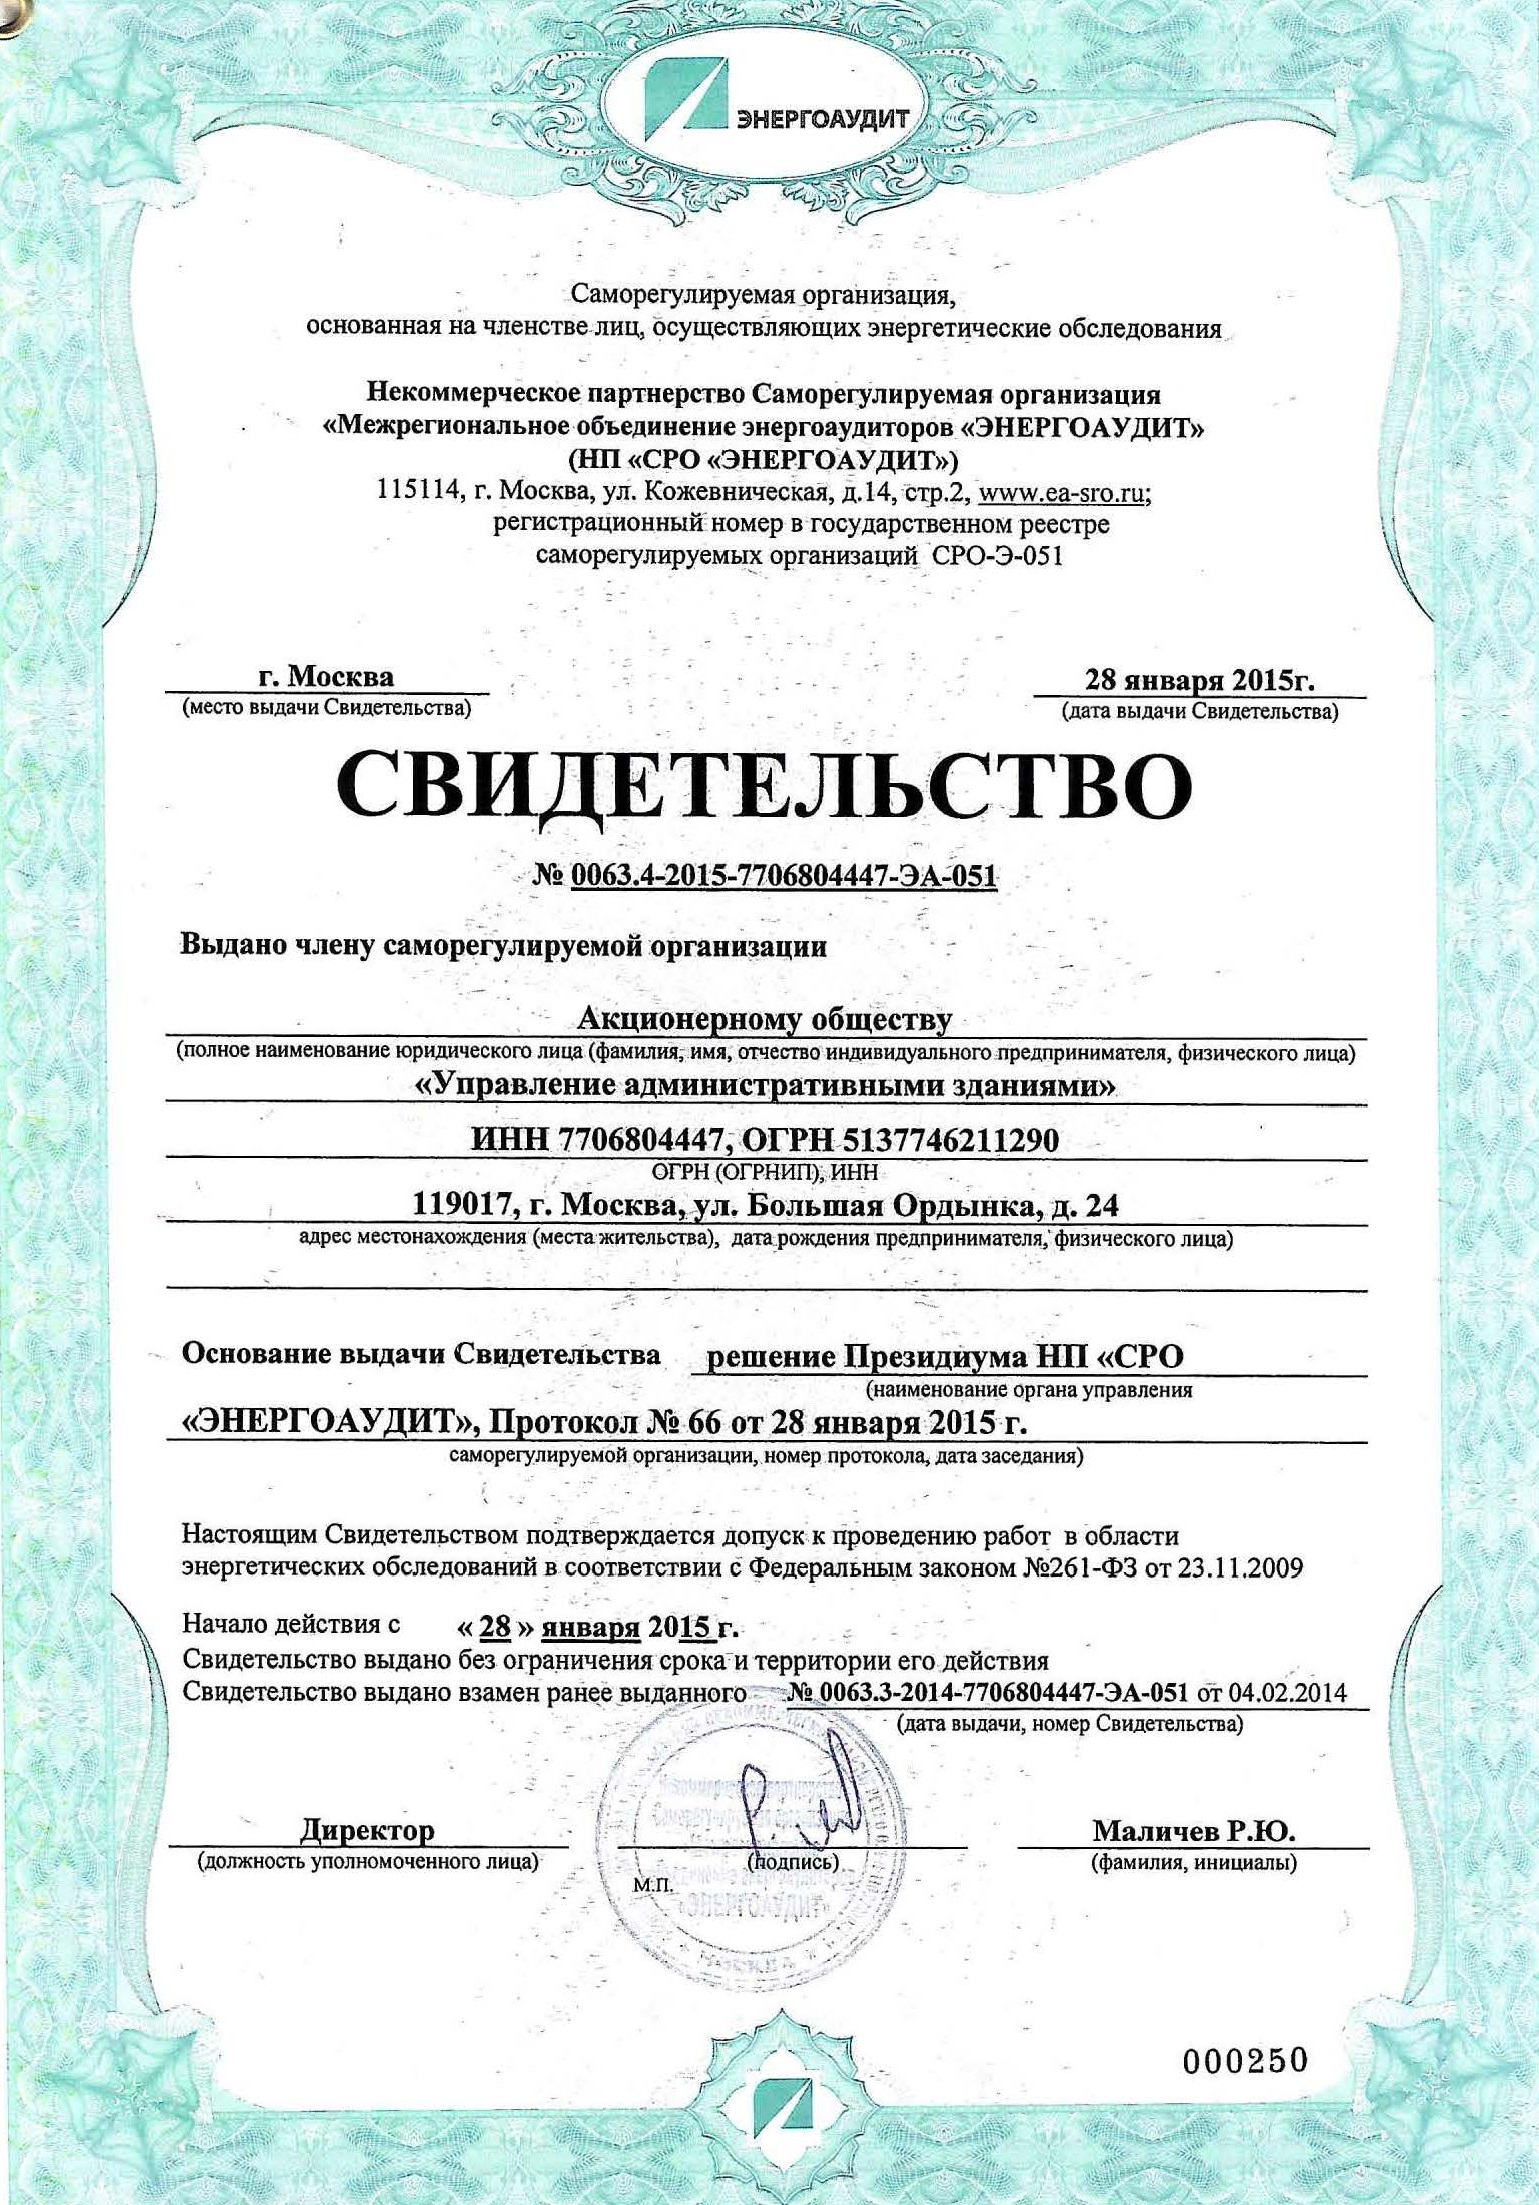 ЭНЕРГОАУДИТ
Саморегулируемая организация,
основанная на членстве лиц, осуществляющих энергетические обследования
Некоммерческое партнерство Саморегулируемая организация
«Межрегиональное объединение энергоаудиторов «ЭНЕРГОАУДИТ»
(НП «СРО «ЭНЕРГОАУДИТ»)
115114, г. Москва, ул. Кожевническая, д.14, стр.2, www.ea-sro.ru;
регистрационный номер в государственном реестре
саморегулируемых организаций СРО-Э-051
г. Москва
(место выдачи Свидетельства)
28 января 2015г.
(дата выдачи Свидетельства)
СВИДЕТЕЛЬСТВО
№ 0063.4-2015-7706804447-ЭА-051
Выдано члену саморегулируемой организации
Акционерному обществу
(полное наименование юридического лица (фамилия, имя, отчество индивидуального предпринимателя, физического лица)
«Управление административными зданиями»
ИНН 7706804447, ОГРН 5137746211290
ОГРН (ОГРНИП), ИНН
119017, г. Москва, ул. Большая Ордынка, д. 24
адрес местонахождения (места жительства), дата рождения предпринимателя, физического лица)
Основание выдачи Свидетельства решение Президиума НП «СРО
(наименование органа управления
«ЭНЕРГОАУДИТ», Протокол № 66 от 28 января 2015 г.
саморегулируемой организации, номер протокола, дата заседания)
Настоящим Свидетельством подтверждается допуск к проведению работ в области
энергетических обследований в соответствии с Федеральным законом №261-ФЗ от 23.11.2009
Начало действия с « 28 » января 2015 г.
Свидетельство выдано без ограничения срока и территории его действия
Свидетельство выдано взамен ранее выданного № 0063.3-2014-7706804447-ЭА-051 от 04.02.2014
(дата выдачи, номер Свидетельства)
Директор
(должность уполномоченного лица)
(подпись)
М.П.
Маличев Р.Ю.
(фамилия, инициалы)
«ЭНЕРГОАУДИТ»
МОСКВА
000250